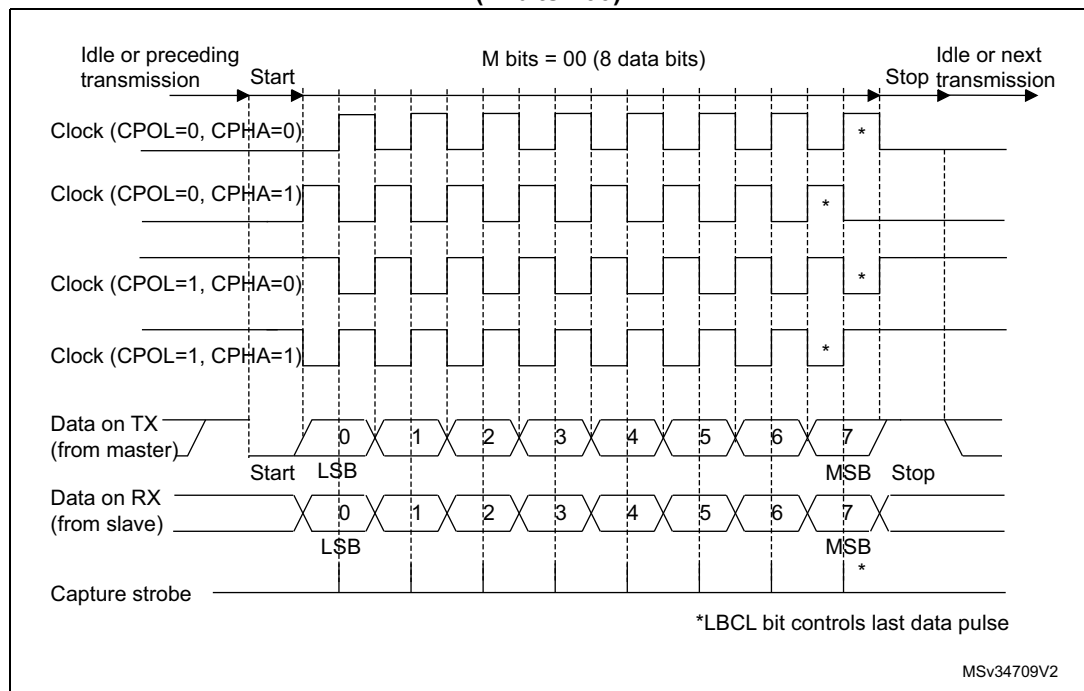 M bits = 00 (8 data bits)
Idle or preceding
transmission
Start
Stop
Idle or next
transmission
Clock (CPOL=0, CPHA=0)
*
Clock (CPOL=0, CPHA=1)
*
Clock (CPOL=1, CPHA=0)
*
Clock (CPOL=1, CPHA=1)
*
Data on TX
(from master)
0 1 2 3 4 5 6 7
Start LSB MSB Stop
Data on RX
(from slave)
0 1 2 3 4 5 6 7
LSB MSB
*
Capture strobe
*LBCL bit controls last data pulse
MSv34709V2